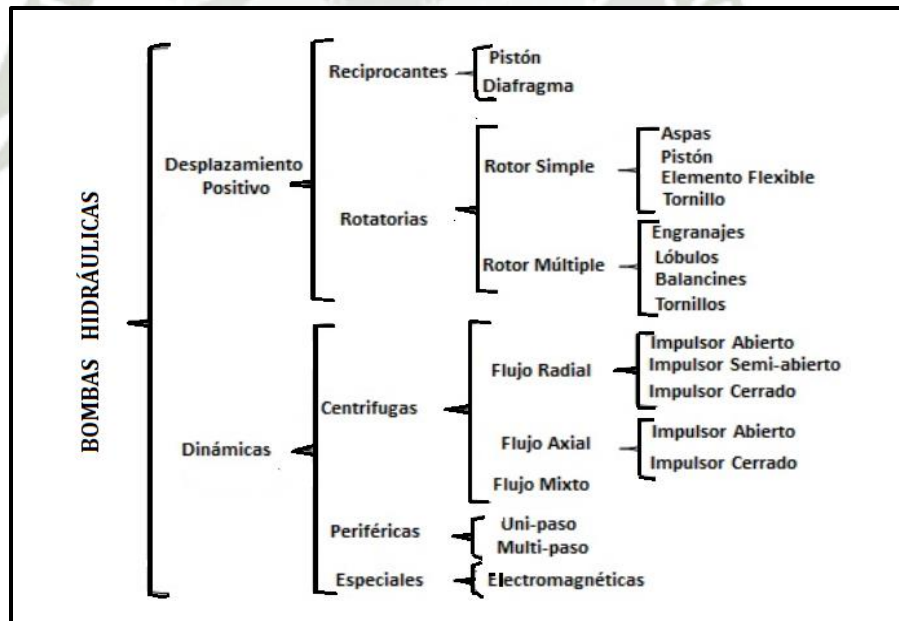 BOMBAS HIDRÁULICAS
Desplazamiento
Positivo
Reciprocantes
Pistón
Diafragma
Rotatorias
Rotor Simple
Aspas
Pistón
Elemento Flexible
Tornillo
Rotor Múltiple
Engranajes
Lóbulos
Balancines
Tornillos
Dinámicas
Centrifugas
Flujo Radial
Impulsor Abierto
Impulsor Semi-abierto
Impulsor Cerrado
Flujo Axial
Impulsor Abierto
Impulsor Cerrado
Flujo Mixto
Periféricas
Uni-paso
Multi-paso
Especiales
Electromagnéticas